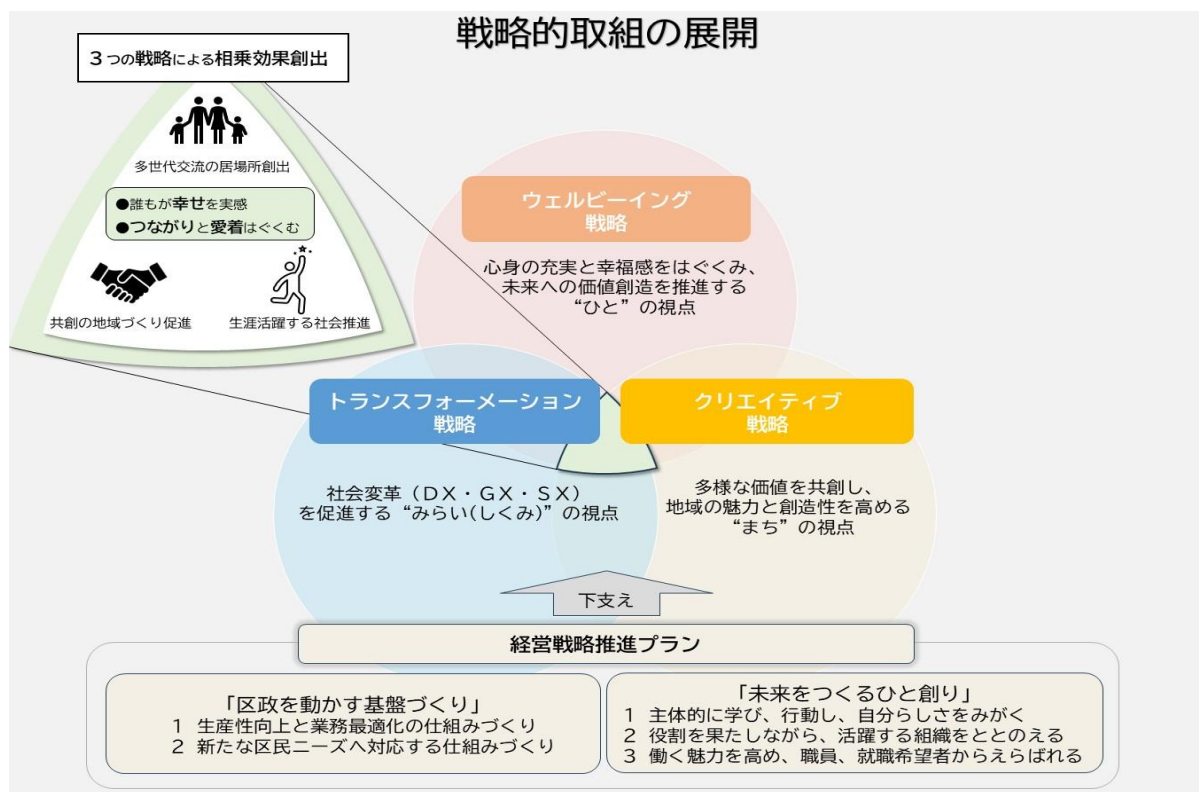 戦略的取組の展開
3つの戦略による相乗効果創出
多世代交流の居場所創出
●誰もが幸せを実感
●つながりと愛着はぐくむ
共創の地域づくり促進
生涯活躍する社会推進
ウェルビーイング
戦略
心身の充実と幸福感をはぐくみ、
未来への価値創造を推進する
“ひと”の視点
トランスフォーメーション
戦略
社会変革（ＤＸ・ＧＸ・ＳＸ）
を促進する“みらい(しくみ)”の視点
クリエイティブ
戦略
多様な価値を共創し、
地域の魅力と創造性を高める
“まち”の視点
下支え
経営戦略推進プラン
「区政を動かす基盤づくり」
1 生産性向上と業務最適化の仕組みづくり
2 新たな区民ニーズへ対応する仕組みづくり
「未来をつくるひと創り」
1 主体的に学び、行動し、自分らしさをみがく
2 役割を果たしながら、活躍する組織をととのえる
3 働く魅力を高め、職員、就職希望者からえらばれる